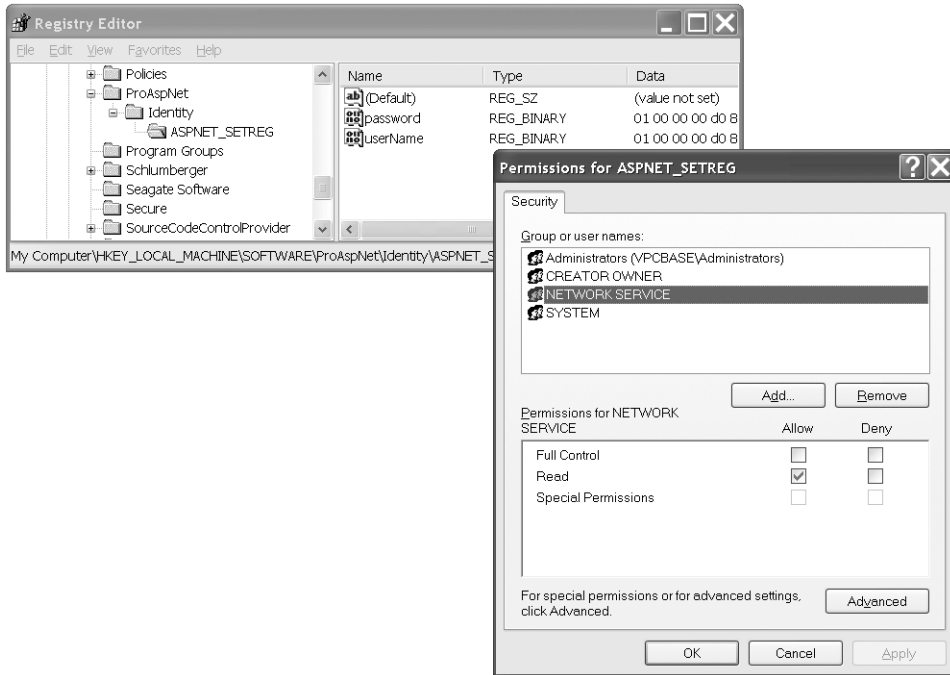 Registry Editor
File Edit View Favorites Help
Policies
ProAspNet
Identity
ASPNET_SETREG
Program Groups
Schlumberger
Seagate Software
Secure
SourceCodeControlProvider
Name Type Data
(Default) REG_SZ (value not set)
password REG_BINARY 01 00 00 00 d0 8
userName REG_BINARY 01 00 00 00 d0 8
My Computer\HKEY_LOCAL_MACHINE\SOFTWARE\ProAspNet\Identity\ASPNET_S
Permissions for ASPNET_SETREG
Security
Group or user names:
Administrators (VPCBASE\Administrators)
CREATOR OWNER
NETWORK SERVICE
SYSTEM
Add... Remove
Permissions for NETWORK
SERVICE Allow Deny
Full Control
Read
Special Permissions
For special permissions or for advanced settings,
click Advanced.
Advanced
OK Cancel Apply